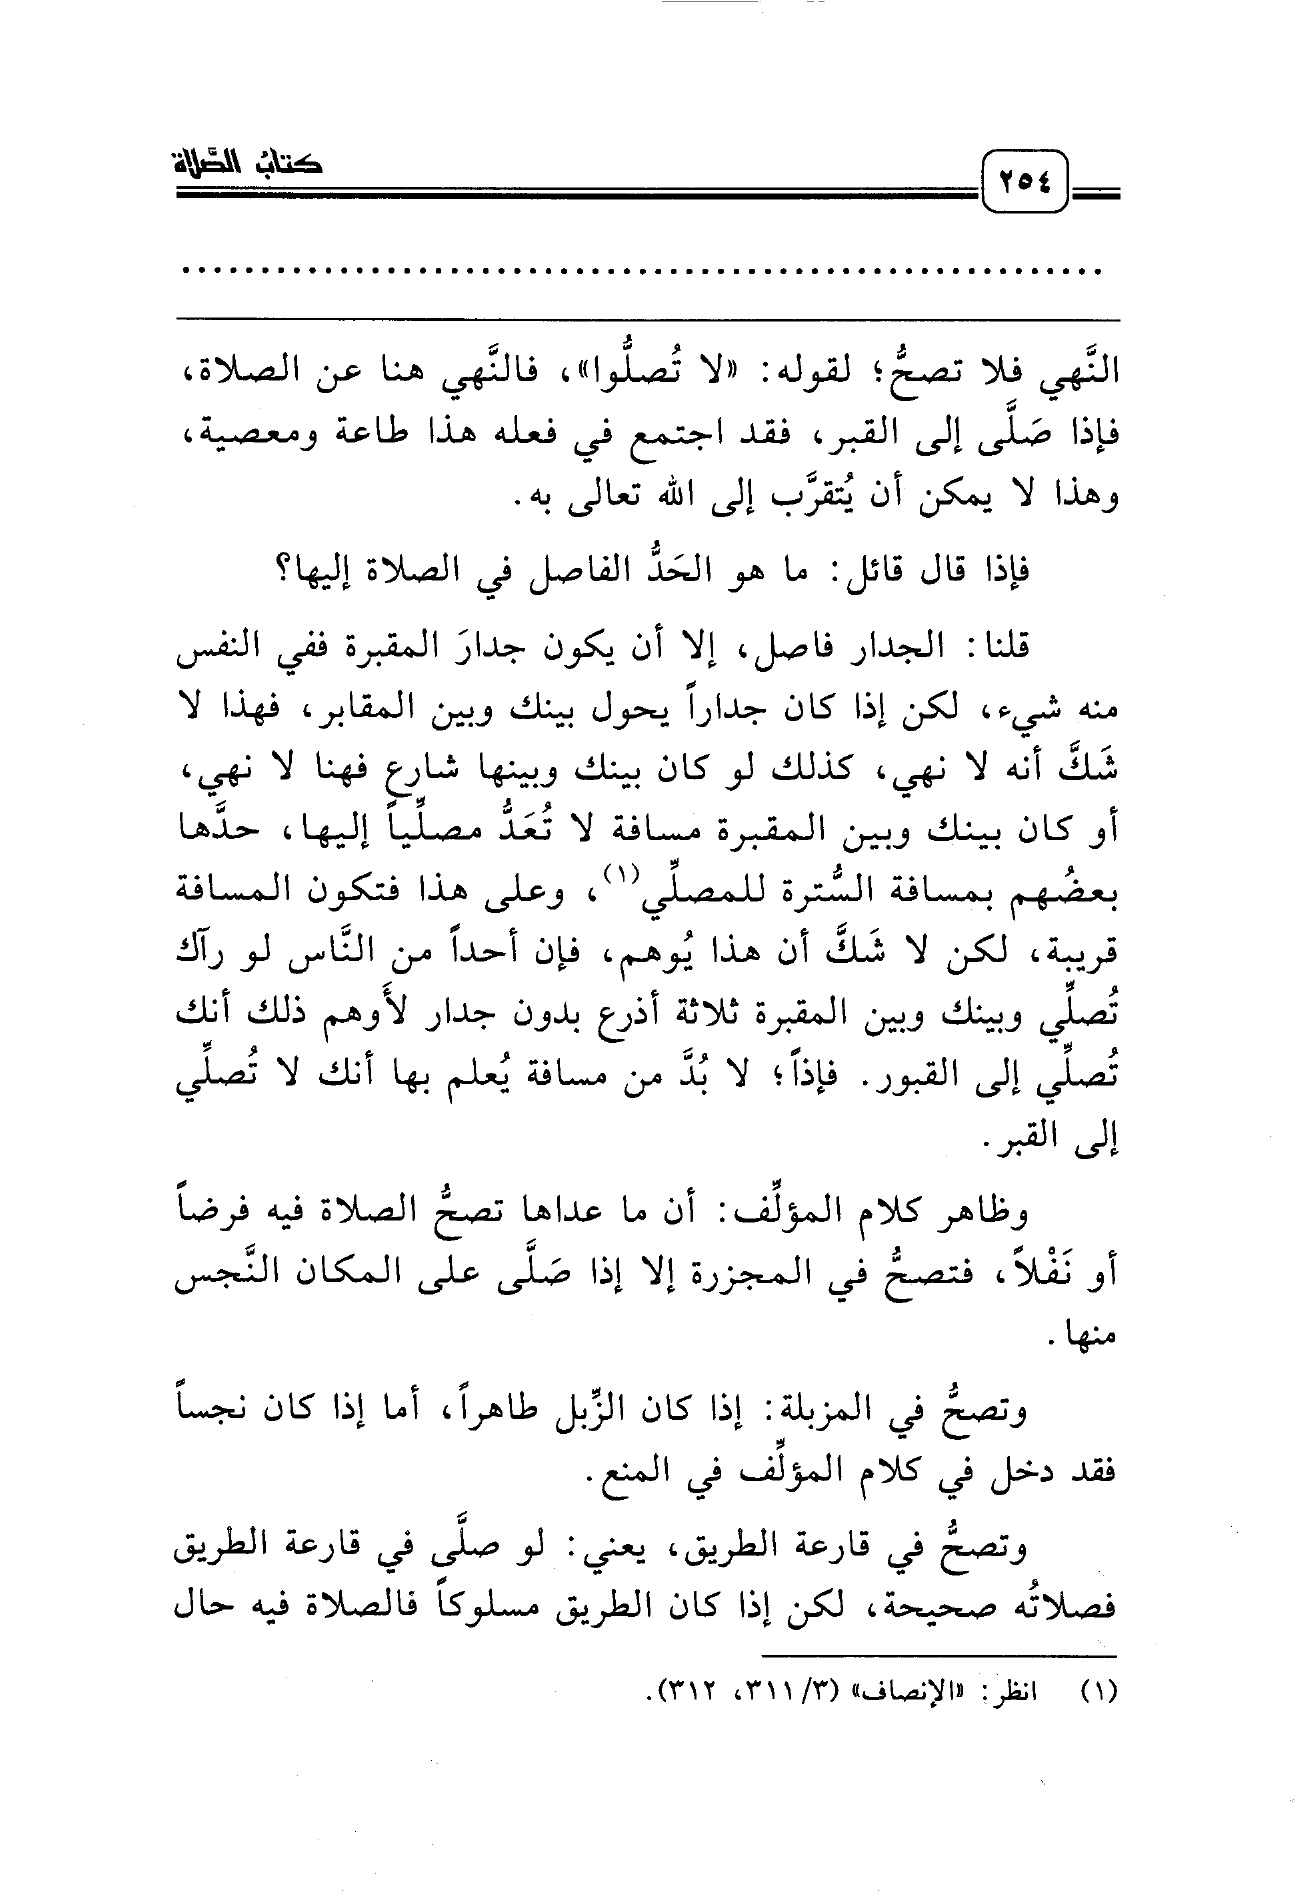 كتابُ الصَّلاة
٢٥٤
النَّهي فلا تصحُّ؛ لقوله: «لا تُصلُّوا»، فالنَّهي هنا عن الصلاة،
فإذا صَلَّى إلى القبر، فقد اجتمع في فعله هذا طاعة ومعصية،
وهذا لا يمكن أن يُتقرَّب إلى الله تعالى به.
فإذا قال قائل: ما هو الحَدُّ الفاصل في الصلاة إليها؟
قلنا: الجدار فاصل، إلا أن يكون جدارَ المقبرة ففي النفس
منه شيء، لكن إذا كان جداراً يحول بينك وبين المقابر، فهذا لا
شَكَّ أنه لا نهي، كذلك لو كان بينك وبينها شارع فهنا لا نهي،
أو كان بينك وبين المقبرة مسافة لا تُعَدُّ مصلِّياً إليها، حدَّها
بعضُهم بمسافة السُّترة للمصلِّي(١)، وعلى هذا فتكون المسافة
قريبة، لكن لا شَكَّ أن هذا يُوهم، فإن أحداً من النَّاس لو رآك
تُصلِّي وبينك وبين المقبرة ثلاثة أذرع بدون جدار لأَوهم ذلك أنك
تُصلِّي إلى القبور. فإذاً؛ لا بُدَّ من مسافة يُعلم بها أنك لا تُصلِّي
إلى القبر.
وظاهر كلام المؤلِّف: أن ما عداها تصحُّ الصلاة فيه فرضاً
أو نَفْلاً، فتصحُّ في المجزرة إلا إذا صَلَّى على المكان النَّجس
منها.
وتصحُّ في المزبلة: إذا كان الزِّبل طاهراً، أما إذا كان نجساً
فقد دخل في كلام المؤلِّف في المنع.
وتصحُّ في قارعة الطريق، يعني: لو صلَّى في قارعة الطريق
فصلاتُه صحيحة، لكن إذا كان الطريق مسلوكاً فالصلاة فيه حال
(١) انظر: «الإنصاف» (٣/ ٣١١، ٣١٢).